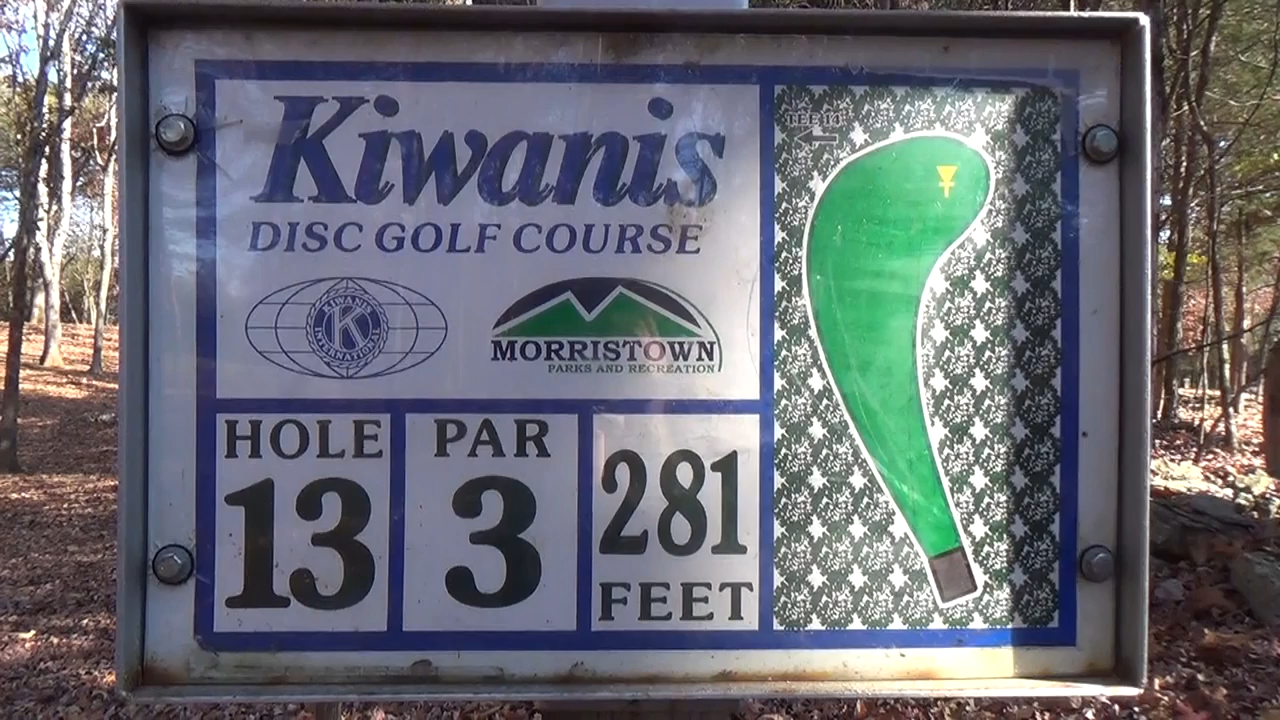 Kiwanis
DISC GOLF COURSE
KIWANIS
K
INTERNATIONAL
MORRISTOWN
PARKS AND RECREATION
HOLE
13
PAR
3
281
FEET
TEE 14